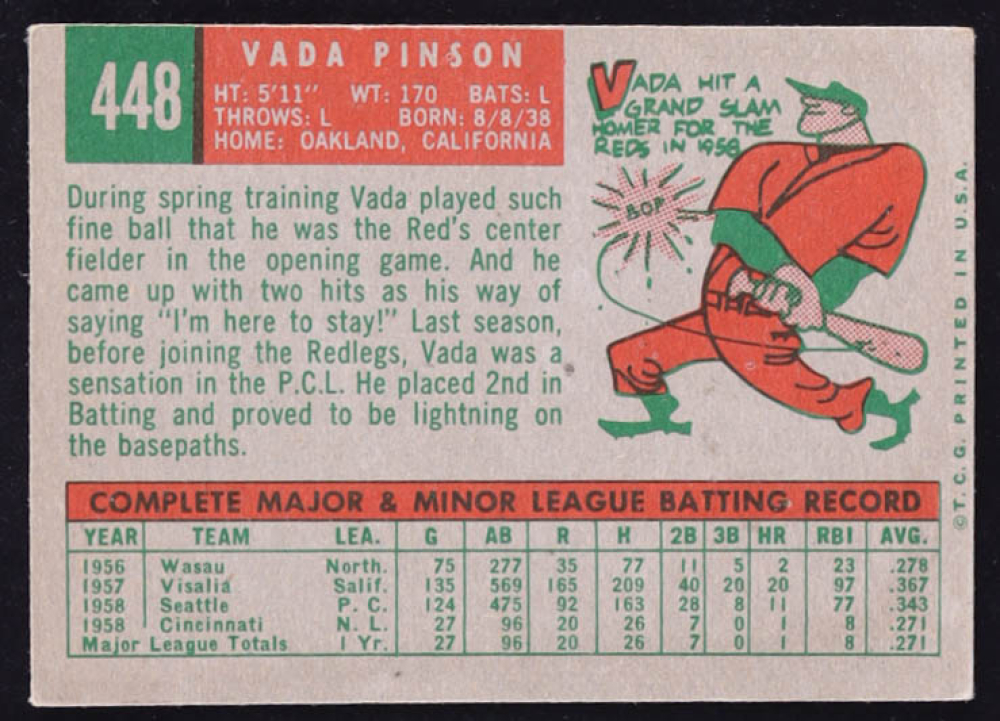 448
VADA PINSON
HT: 5'11" WT: 170 BATS: L
THROWS: L BORN: 8/8/38
HOME: OAKLAND, CALIFORNIA
VADA HIT A
GRAND SLAM
HOMER FOR THE
REDS IN 1958
BOP
During spring training Vada played such
fine ball that he was the Red's center
fielder in the opening game. And he
came up with two hits as his way of
saying "I'm here to stay!" Last season,
before joining the Redlegs, Vada was a
sensation in the P.C.L. He placed 2nd in
Batting and proved to be lightning on
the basepaths.
COMPLETE MAJOR & MINOR LEAGUE BATTING RECORD
YEAR TEAM LEA. G AB R H 2B 3B HR RBI AVG.
1956 Wasau North. 75 277 35 77 11 5 2 23 .278
1957 Visalia Salif. 135 569 165 209 40 20 20 97 .367
1958 Seattle P. C. 124 475 92 163 28 8 11 77 .343
1958 Cincinnati N. L. 27 96 20 26 7 0 1 8 .271
Major League Totals 1 Yr. 27 96 20 26 7 0 1 8 .271
©T. C. G. PRINTED IN U.S.A.